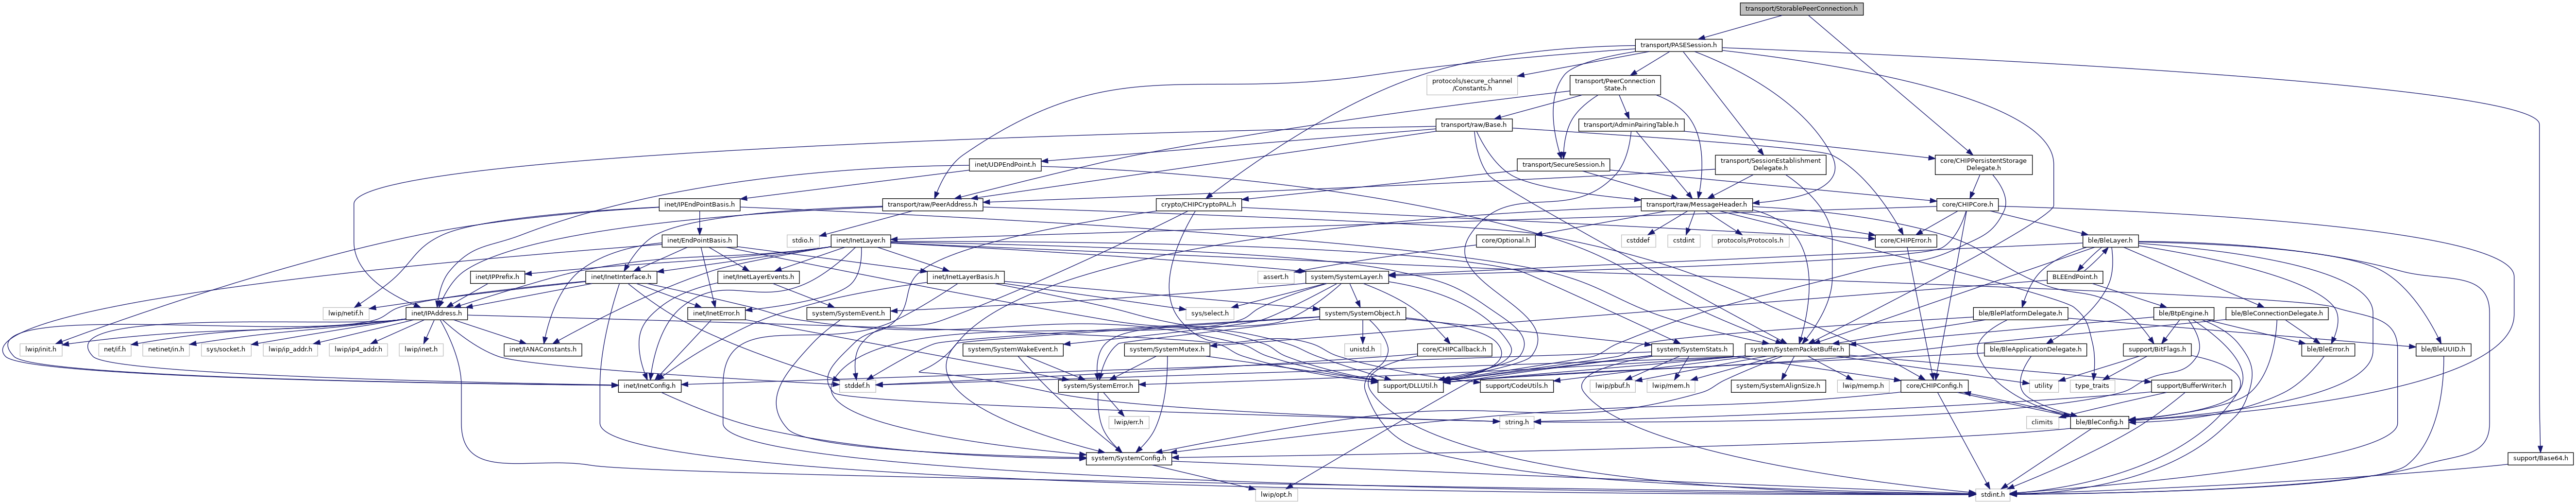 transport/StorablePeerConnection.h
transport/PASESession.h
protocols/secure_channel
/Constants.h
transport/PeerConnection
State.h
transport/raw/Base.h
transport/AdminPairingTable.h
inet/UDPEndPoint.h
transport/SecureSession.h
transport/SessionEstablishment
Delegate.h
core/CHIPPersistentStorage
Delegate.h
inet/IPEndPointBasis.h
transport/raw/PeerAddress.h
crypto/CHIPCryptoPAL.h
transport/raw/MessageHeader.h
core/CHIPCore.h
inet/EndPointBasis.h
stdio.h
inet/InetLayer.h
core/Optional.h
cstddef
cstdint
protocols/Protocols.h
core/CHIPError.h
ble/BleLayer.h
inet/IPPrefix.h
inet/InetInterface.h
inet/InetLayerEvents.h
inet/InetLayerBasis.h
assert.h
system/SystemLayer.h
BLEEndPoint.h
lwip/netif.h
inet/IPAddress.h
inet/InetError.h
system/SystemEvent.h
sys/select.h
system/SystemObject.h
ble/BlePlatformDelegate.h
ble/BtpEngine.h
ble/BleConnectionDelegate.h
lwip/init.h
net/if.h
netinet/in.h
sys/socket.h
lwip/ip_addr.h
lwip/ip4_addr.h
lwip/inet.h
inet/IANAConstants.h
system/SystemWakeEvent.h
system/SystemMutex.h
unistd.h
core/CHIPCallback.h
system/SystemStats.h
system/SystemPacketBuffer.h
ble/BleApplicationDelegate.h
support/BitFlags.h
ble/BleError.h
ble/BleUUID.h
inet/InetConfig.h
stddef.h
system/SystemError.h
support/DLLUtil.h
support/CodeUtils.h
lwip/pbuf.h
lwip/mem.h
system/SystemAlignSize.h
lwip/memp.h
core/CHIPConfig.h
utility
type_traits
support/BufferWriter.h
lwip/err.h
string.h
climits
ble/BleConfig.h
system/SystemConfig.h
support/Base64.h
lwip/opt.h
stdint.h